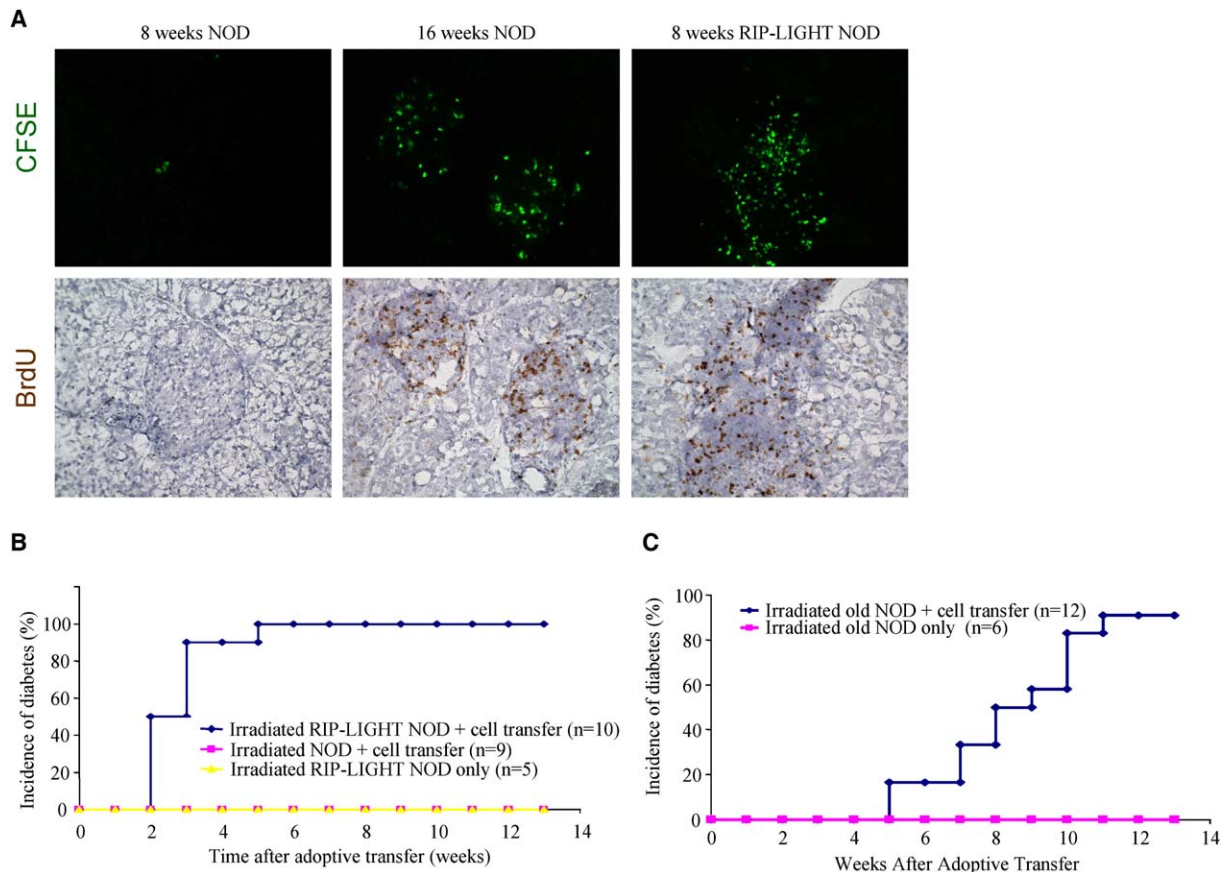 A
8 weeks NOD
16 weeks NOD
8 weeks RIP-LIGHT NOD
CFSE
BrdU
B
Incidence of diabetes (%)
100
80
60
40
20
0
Irradiated RIP-LIGHT NOD + cell transfer (n=10)
Irradiated NOD + cell transfer (n=9)
Irradiated RIP-LIGHT NOD only (n=5)
0 2 4 6 8 10 12 14
Time after adoptive transfer (weeks)
C
Incidence of diabetes (%)
100
80
60
40
20
0
Irradiated old NOD + cell transfer (n=12)
Irradiated old NOD only (n=6)
0 2 4 6 8 10 12 14
Weeks After Adoptive Transfer